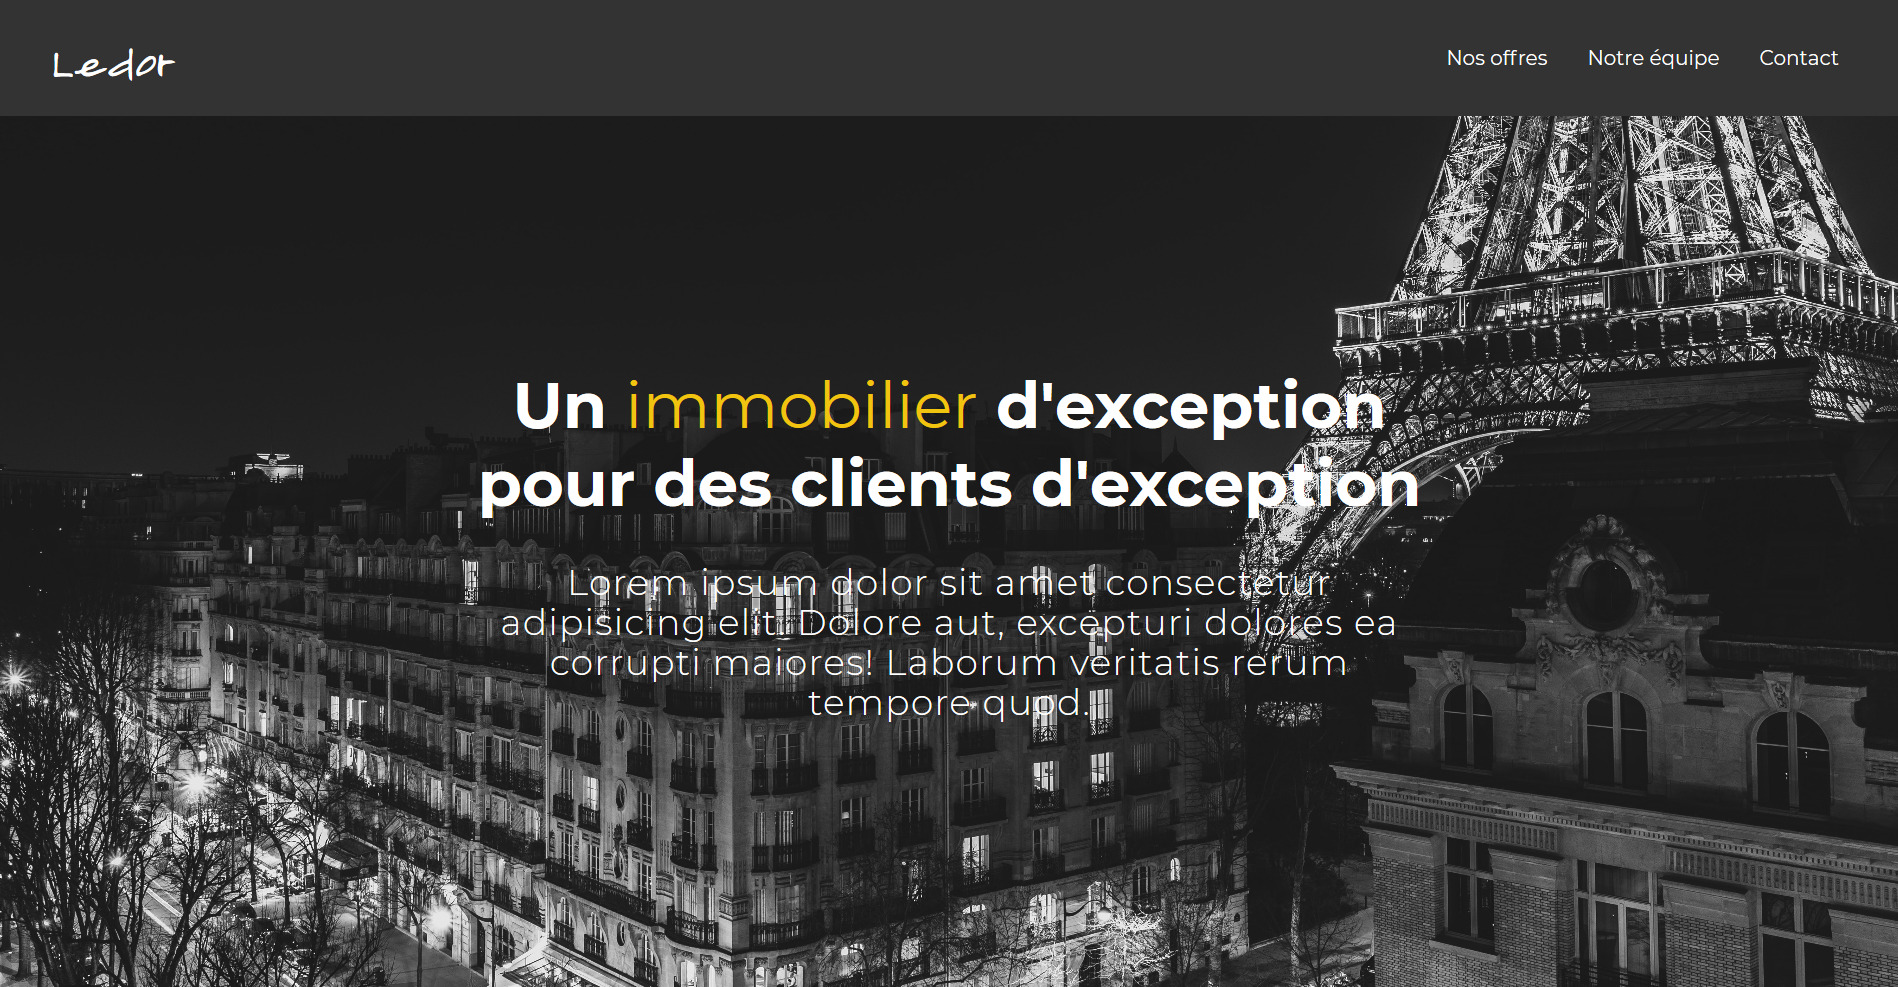 Ledor
Nos offres
Notre équipe
Contact
Un immobilier d'exception
pour des clients d'exception
Lorem ipsum dolor sit amet consectetur
adipisicing elit. Dolore aut, excepturi dolores ea
corrupti maiores! Laborum veritatis rerum
tempore quod.